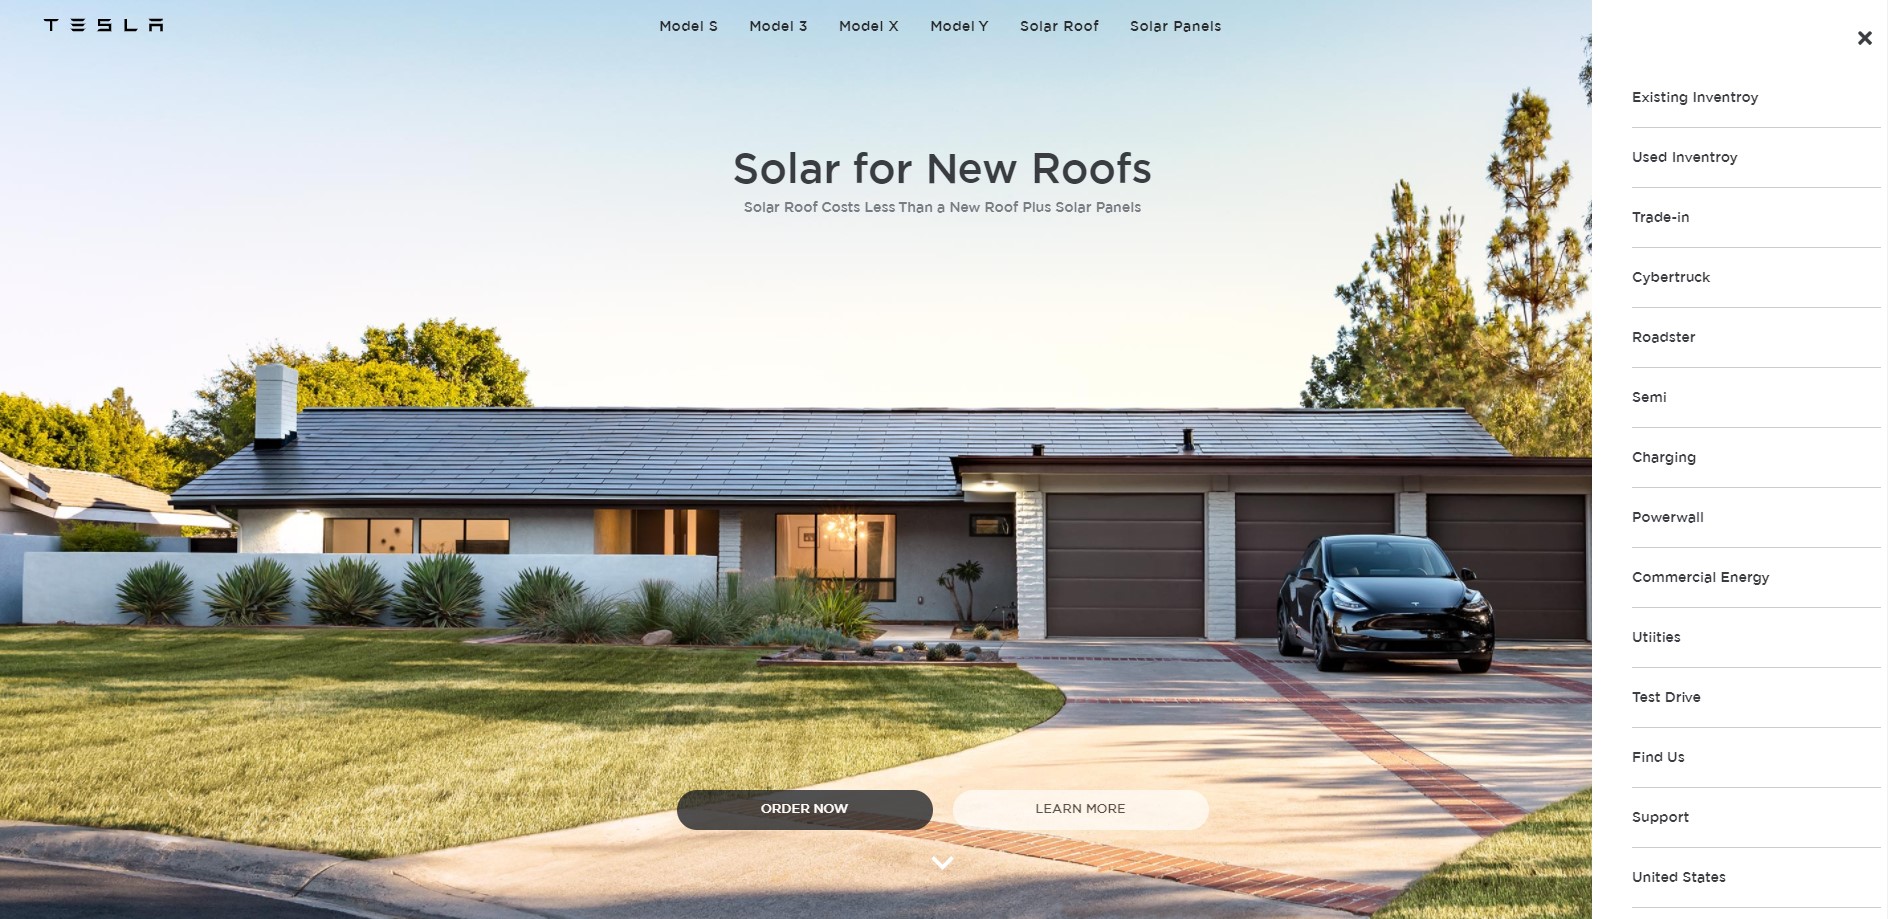 TESLA
Model S Model 3 Model X Model Y Solar Roof Solar Panels
Solar for New Roofs
Solar Roof Costs Less Than a New Roof Plus Solar Panels
ORDER NOW LEARN MORE
Existing Inventroy
Used Inventroy
Trade-in
Cybertruck
Roadster
Semi
Charging
Powerwall
Commercial Energy
Utiities
Test Drive
Find Us
Support
United States